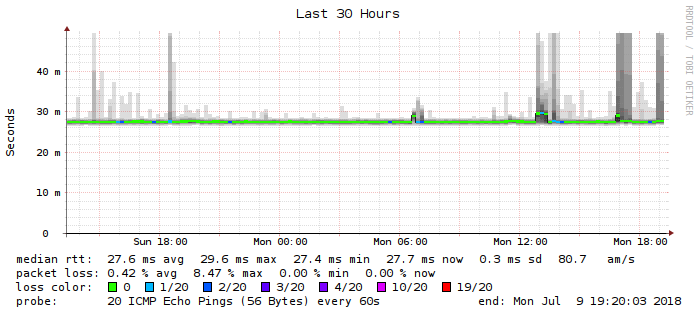 Last 30 Hours
RRDTOOL / TOBI OETIKER
Seconds
40 m
30 m
20 m
10 m
0
Sun 18:00 Mon 00:00 Mon 06:00 Mon 12:00 Mon 18:00
median rtt: 27.6 ms avg 29.6 ms max 27.4 ms min 27.7 ms now 0.3 ms sd 80.7 am/s
packet loss: 0.42 % avg 8.47 % max 0.00 % min 0.00 % now
loss color: 0 1/20 2/20 3/20 4/20 10/20 19/20
probe: 20 ICMP Echo Pings (56 Bytes) every 60s end: Mon Jul 9 19:20:03 2018